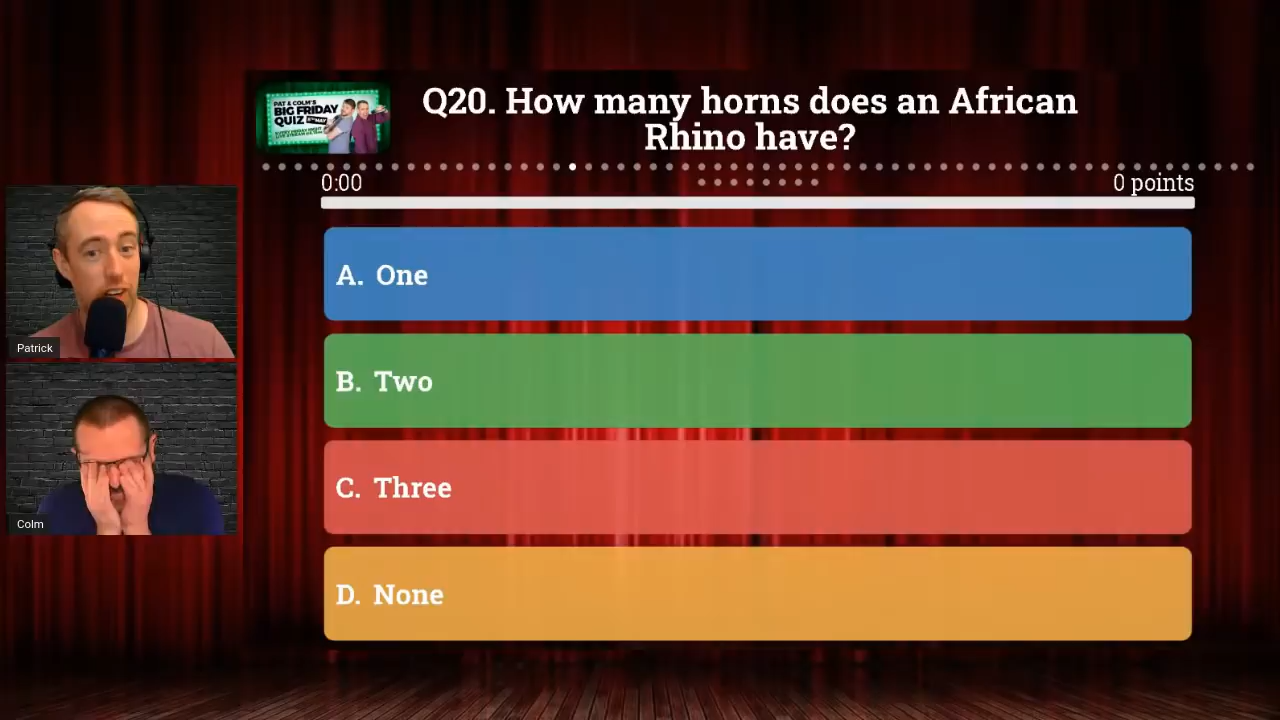 PAT & COLM'S
BIG FRIDAY
QUIZ
Q20. How many horns does an African
Rhino have?
0:00
0 points
A. One
Patrick
B. Two
C. Three
Colm
D. None